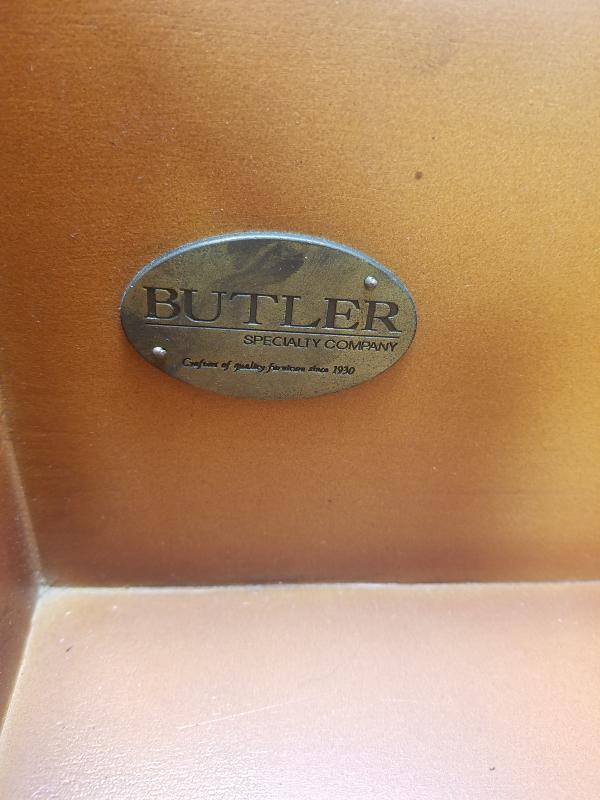 BUTLER
SPECIALTY COMPANY
Crafters of quality furniture since 1930